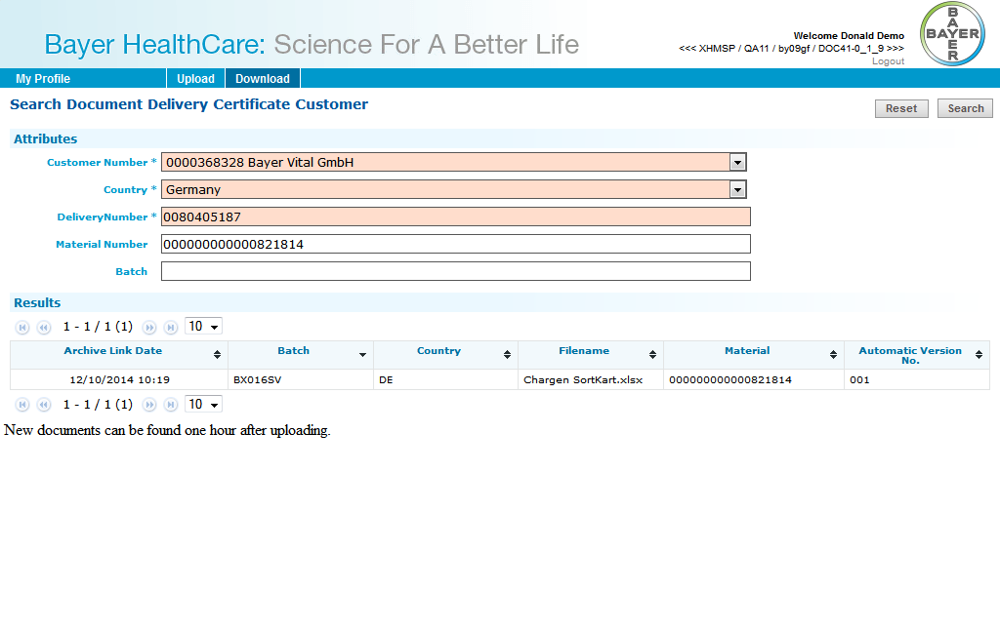 Bayer HealthCare: Science For A Better Life
Welcome Donald Demo
<<< XHMSP / QA11 / by09gf / DOC41-0_1_9 >>>
Logout
BAYER
BAYER
My Profile Upload Download
Search Document Delivery Certificate Customer
Reset Search
Attributes
Customer Number * 0000368328 Bayer Vital GmbH
Country * Germany
DeliveryNumber * 0080405187
Material Number 000000000000821814
Batch
Results
1 - 1 / 1 (1) 10
Archive Link Date Batch Country Filename Material Automatic Version
No.
12/10/2014 10:19 BX016SV DE Chargen SortKart.xlsx 000000000000821814 001
1 - 1 / 1 (1) 10
New documents can be found one hour after uploading.